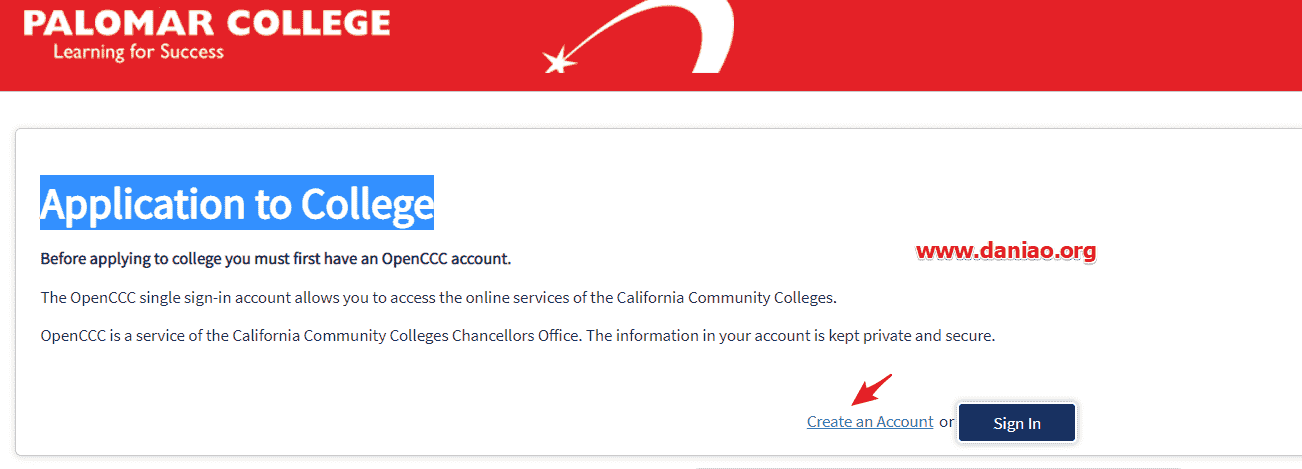 PALOMAR COLLEGE
Learning for Success
Application to College
www.daniao.org
Before applying to college you must first have an OpenCCC account.
The OpenCCC single sign-in account allows you to access the online services of the California Community Colleges.
OpenCCC is a service of the California Community Colleges Chancellors Office. The information in your account is kept private and secure.
Create an Account or Sign In